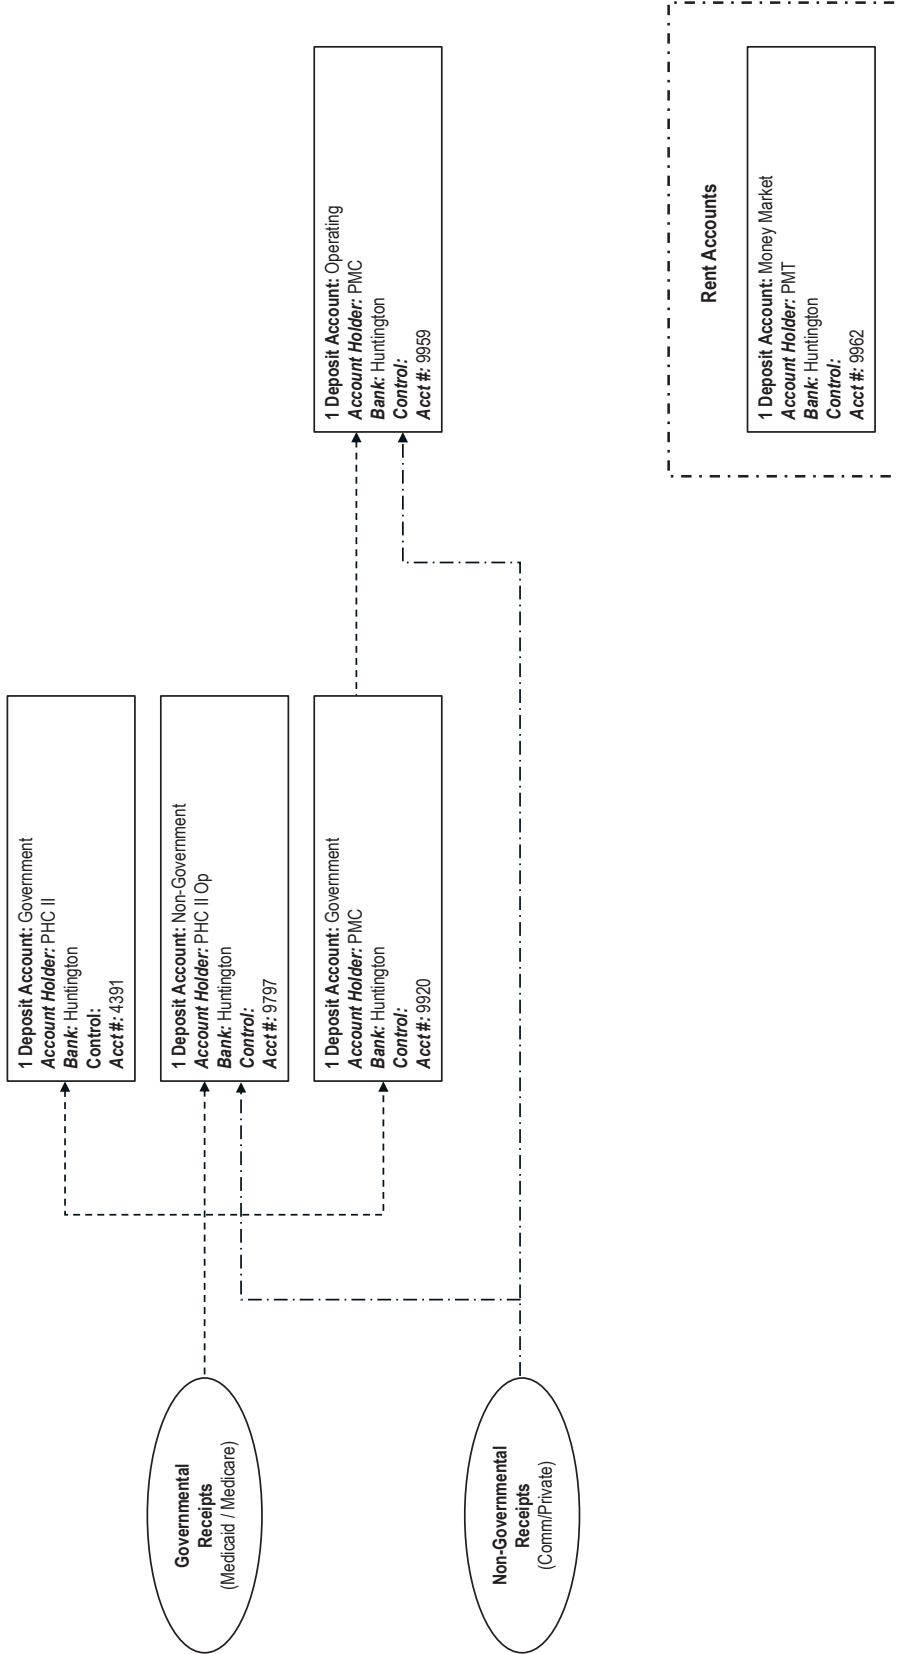 Governmental
Receipts
(Medicaid / Medicare)
Non-Governmental
Receipts
(Comm/Private)
1 Deposit Account: Government
Account Holder: PHC II
Bank: Huntington
Control:
Acct #: 4391
1 Deposit Account: Non-Government
Account Holder: PHC II Op
Bank: Huntington
Control:
Acct #: 9797
1 Deposit Account: Government
Account Holder: PMC
Bank: Huntington
Control:
Acct #: 9920
1 Deposit Account: Operating
Account Holder: PMC
Bank: Huntington
Control:
Acct #: 9959
Rent Accounts
1 Deposit Account: Money Market
Account Holder: PMT
Bank: Huntington
Control:
Acct #: 9962